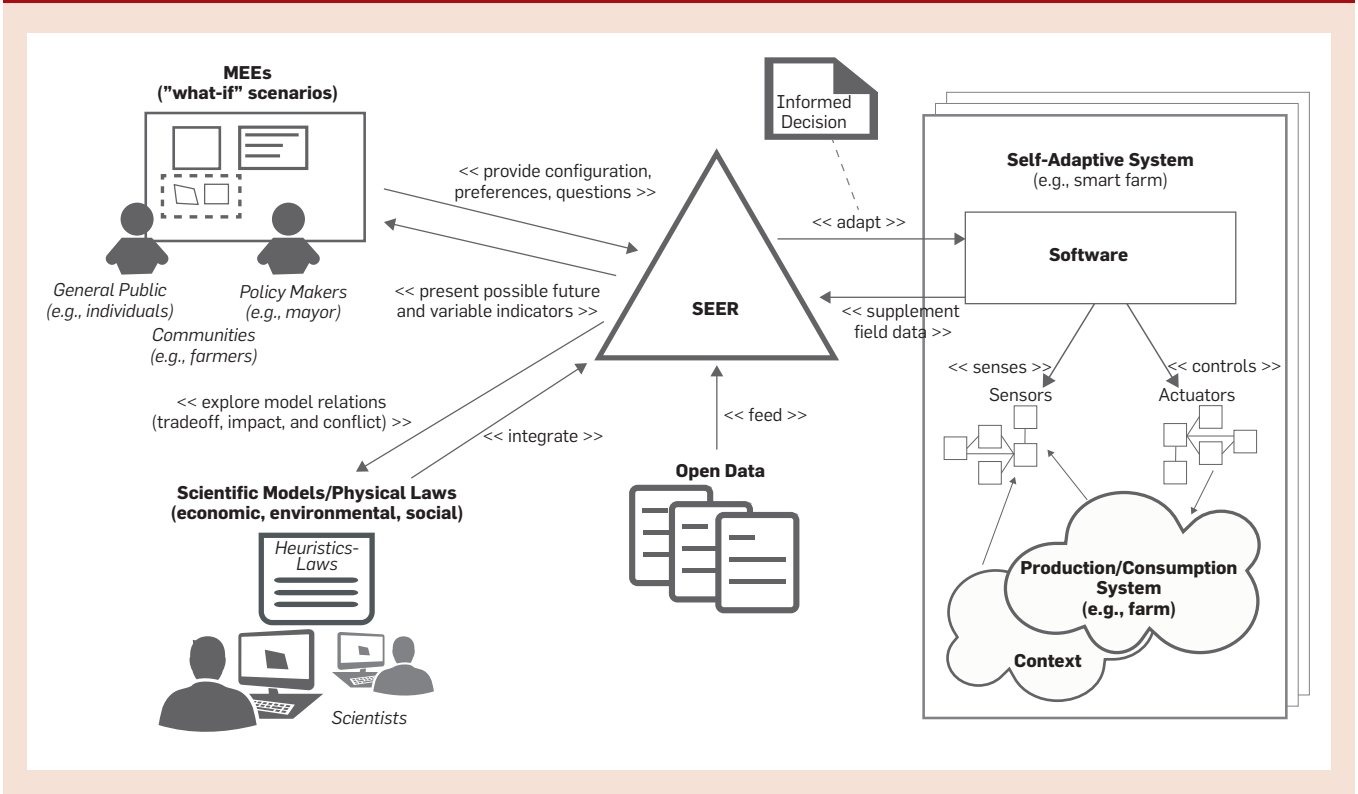 MEEs
("what-if" scenarios)
General Public
(e.g., individuals)
Policy Makers
(e.g., mayor)
Communities
(e.g., farmers)
<< provide configuration,
preferences, questions >>
<< present possible future
and variable indicators >>
<< explore model relations
(tradeoff, impact, and conflict) >>
<< integrate >>
Scientific Models/Physical Laws
(economic, environmental, social)
Heuristics-
Laws
Scientists
SEER
<< feed >>
Open Data
Informed
Decision
<< adapt >>
<< supplement
field data >>
Self-Adaptive System
(e.g., smart farm)
Software
<< senses >>
Sensors
<< controls >>
Actuators
Production/Consumption
System
(e.g., farm)
Context